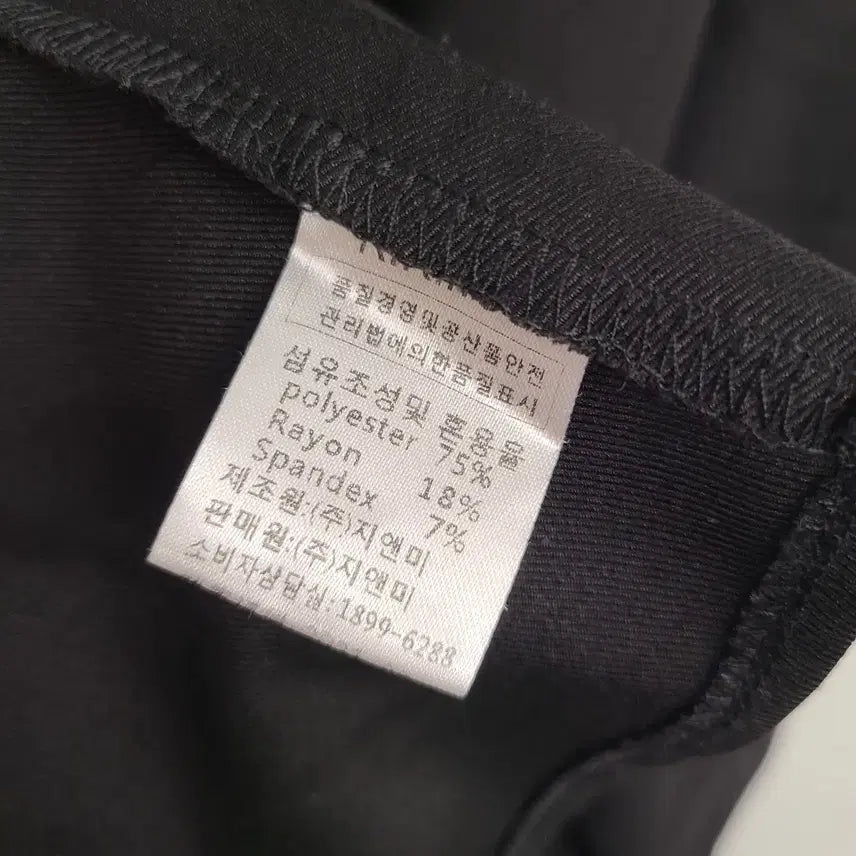 품질경영및공산품안전
관리법에의한품질표시
섬유조성및 혼용율
polyester 75%
Rayon 18%
Spandex 7%
제조원:(주)지앤미
판매원:(주)지앤미
소비자상담실:1899-6288